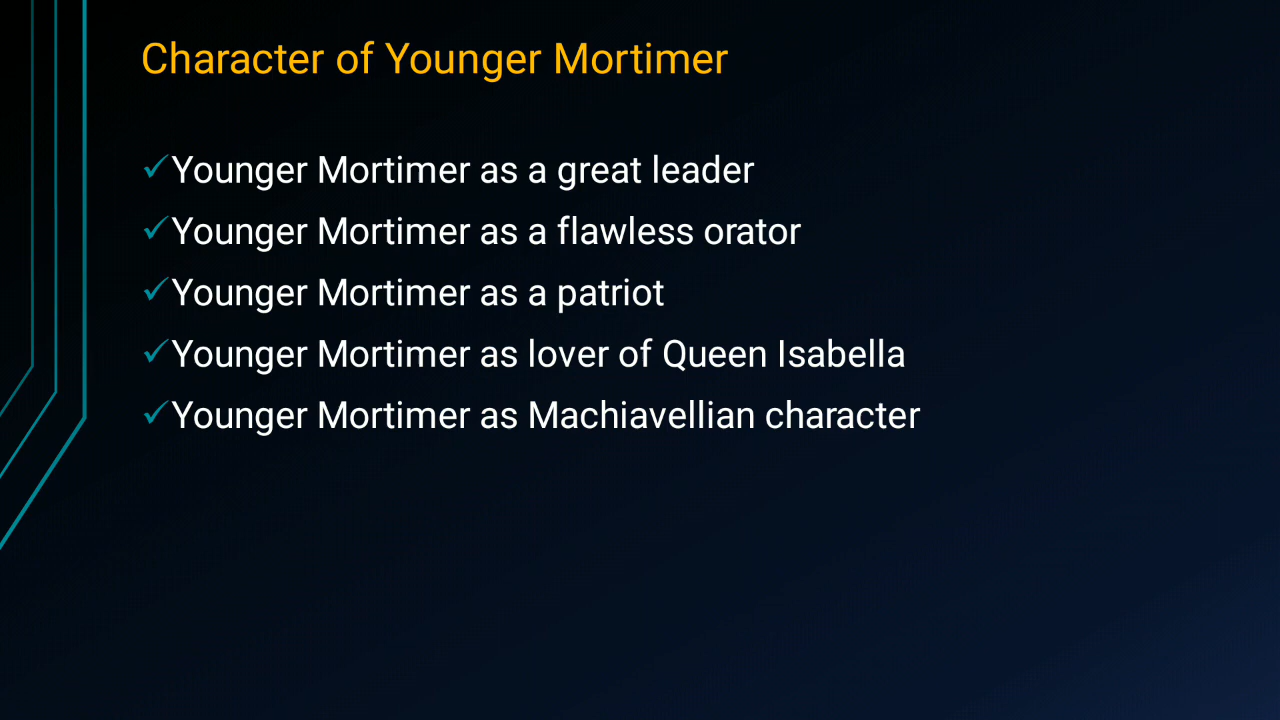 Character of Younger Mortimer
✓Younger Mortimer as a great leader
✓Younger Mortimer as a flawless orator
✓Younger Mortimer as a patriot
✓Younger Mortimer as lover of Queen Isabella
✓Younger Mortimer as Machiavellian character